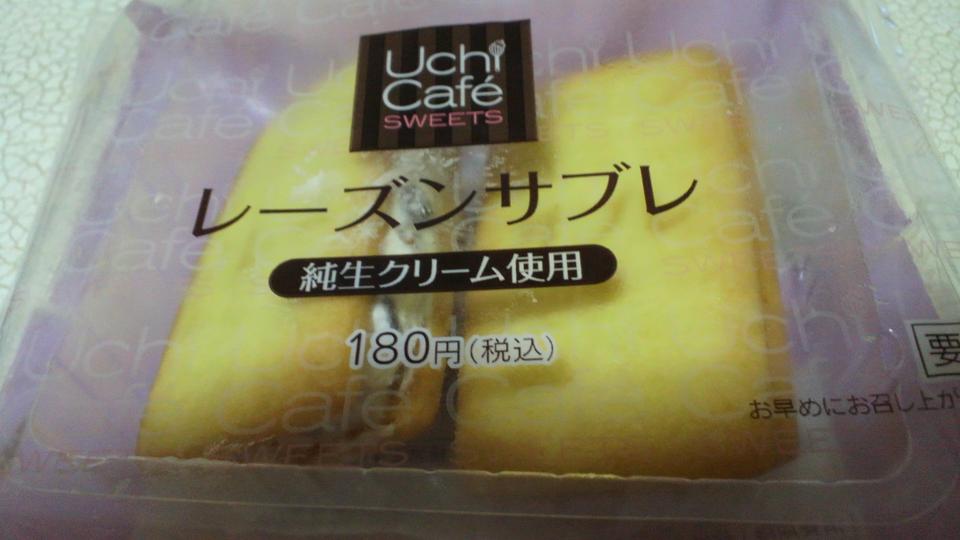 Uchi
Café
SWEETS
レーズンサブレ
純生クリーム使用
180円(税込)
要
お早めにお召し上が